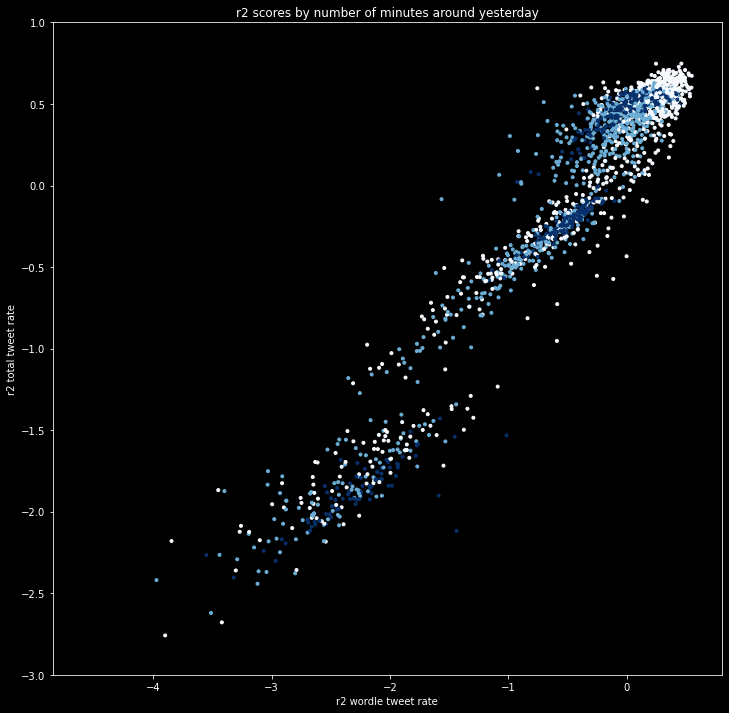 r2 scores by number of minutes around yesterday
1.0
0.5
0.0
−0.5
−1.0
−1.5
−2.0
−2.5
−3.0
r2 total tweet rate
−4 −3 −2 −1 0
r2 wordle tweet rate